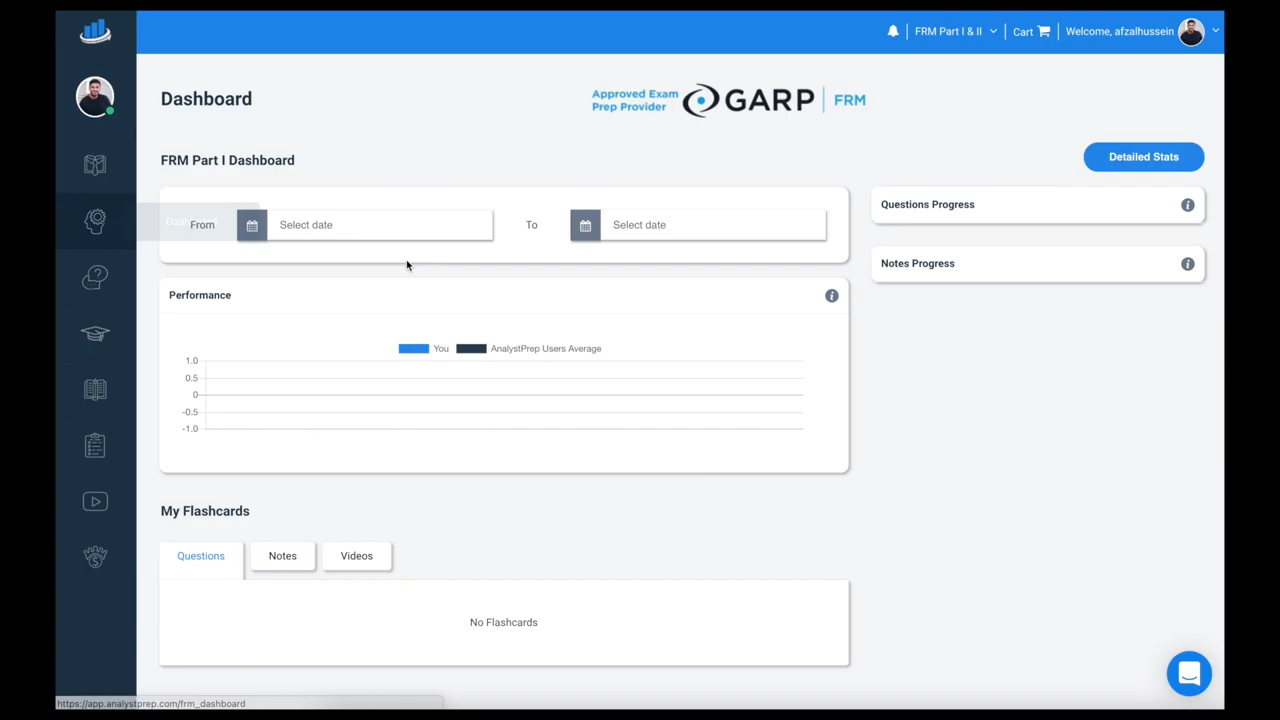 FRM Part I & II
Cart
Welcome, afzalhussein
Dashboard
Approved Exam
Prep Provider
GARP
FRM
FRM Part I Dashboard
Detailed Stats
From
Select date
To
Select date
Questions Progress
Notes Progress
Performance
You
AnalystPrep Users Average
1.0
0.5
0
-0.5
-1.0
My Flashcards
Questions
Notes
Videos
No Flashcards
https://app.analystprep.com/frm_dashboard